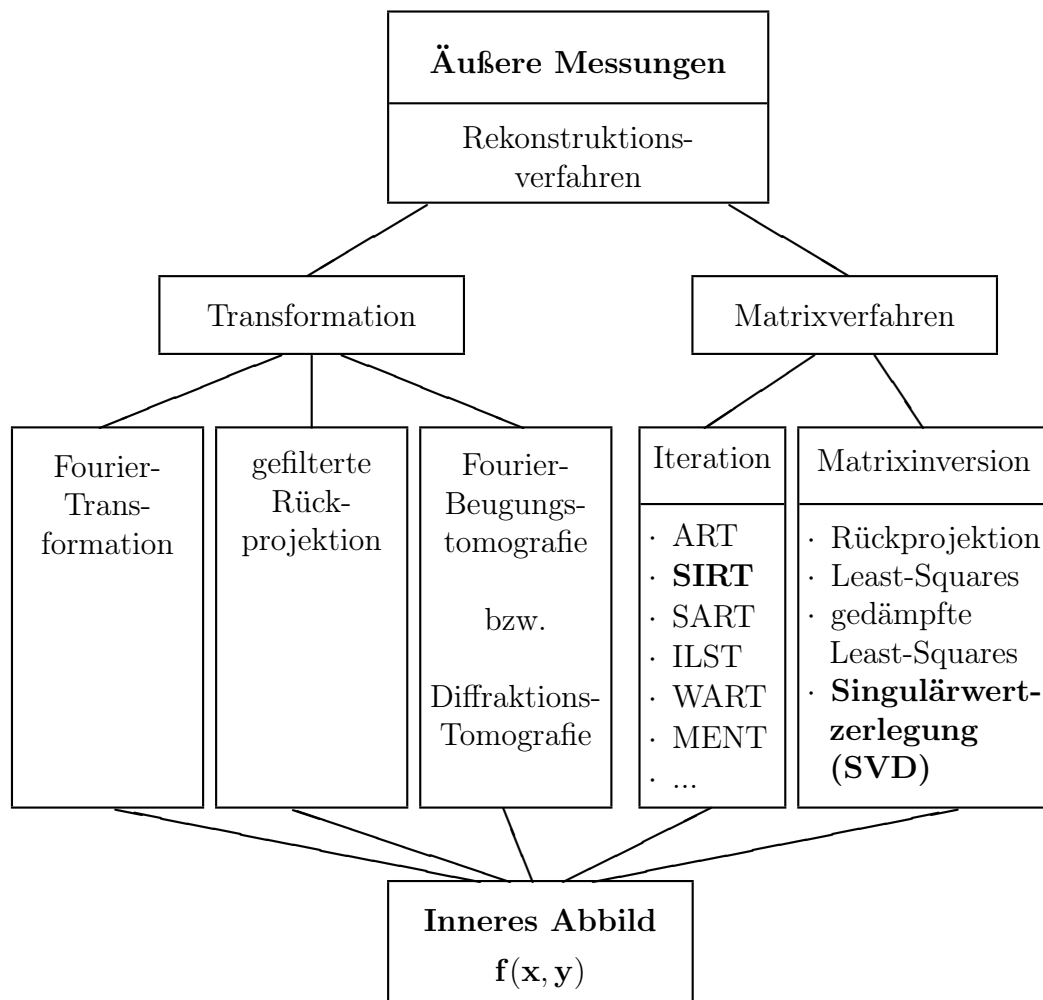 Äußere Messungen
Rekonstruktions-
verfahren
Transformation
Matrixverfahren
Fourier-
Trans-
formation
gefilterte
Rück-
projektion
Fourier-
Beugungs-
tomografie
bzw.
Diffraktions-
Tomografie
Iteration
· ART
· SIRT
· SART
· ILST
· WART
· MENT
· ...
Matrixinversion
· Rückprojektion
· Least-Squares
· gedämpfte
Least-Squares
· Singulärwert-
zerlegung
(SVD)
Inneres Abbild
f(x, y)